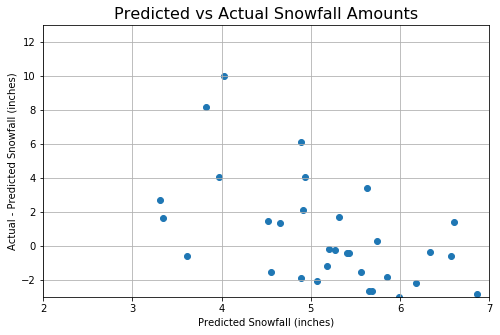 Predicted vs Actual Snowfall Amounts
12
10
8
6
4
2
0
−2
Actual - Predicted Snowfall (inches)
2 3 4 5 6 7
Predicted Snowfall (inches)